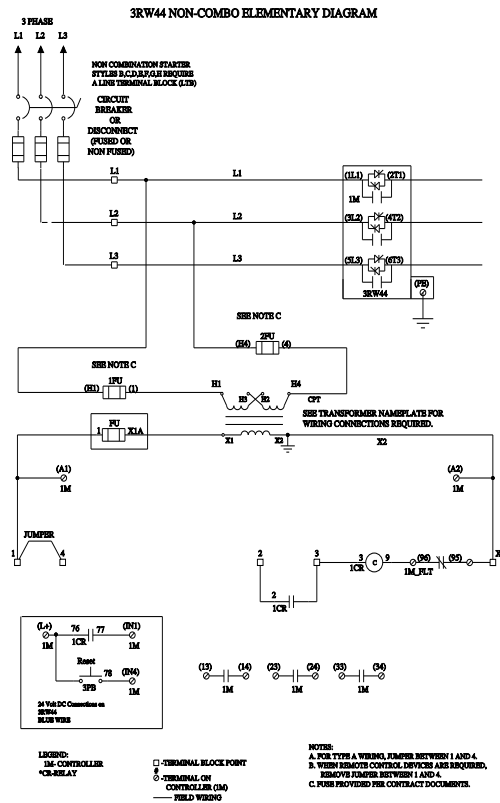 3RW44 NON-COMBO ELEMENTARY DIAGRAM
3 PHASE
L1 L2 L3
NON COMBINATION STARTER
STYLES B,C,D,E,F,G,H REQUIRE
A LINE TERMINAL BLOCK (LTB)
CIRCUIT
BREAKER
OR
DISCONNECT
(FUSED OR
NON FUSED)
L1 L1 (1L1) (2T1)
1M
L2 L2 (3L2) (4T2)
L3 L3 (5L3) (6T3)
3RW44
(PE)
SEE NOTE C
2FU
(H4) (4)
SEE NOTE C
1FU
(H1) (1)
H1 H3 H2 H4
CPT
SEE TRANSFORMER NAMEPLATE FOR
WIRING CONNECTIONS REQUIRED.
FU
1 X1A
X1 X2 X2
(A1) (A2)
1M 1M
JUMPER
1 4 2 3 3 9 (96) (95)
C
1CR 1M_FLT
2
1CR
(L+) 76 77 (IN1)
1M 1CR 1M
Reset
78 (IN4)
3PB 1M
24 Volt DC Connections on
3RW44
BLUE WIRE
(13) (14) (23) (24) (33) (34)
1M 1M 1M
LEGEND:
1M- CONTROLLER
*CR-RELAY
-TERMINAL BLOCK POINT
#
-TERMINAL ON
CONTROLLER (1M)
FIELD WIRING
NOTES:
A. FOR TYPE A WIRING, JUMPER BETWEEN 1 AND 4.
B. WHEN REMOTE CONTROL DEVICES ARE REQUIRED,
REMOVE JUMPER BETWEEN 1 AND 4.
C. FUSE PROVIDED PER CONTRACT DOCUMENTS.